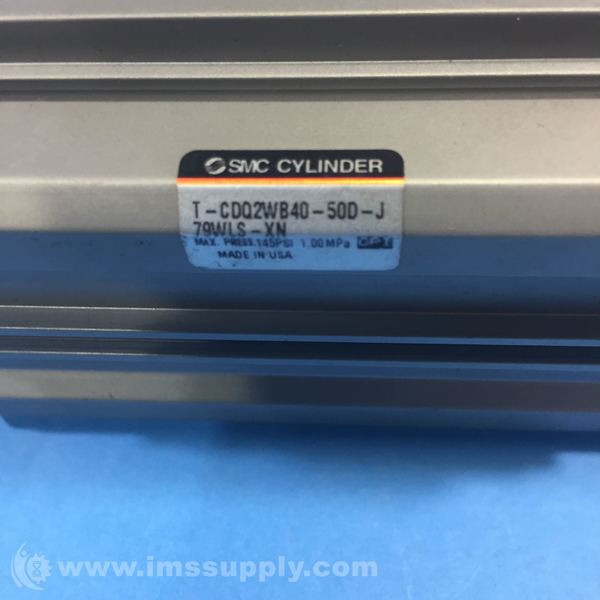 SMC CYLINDER
T-CDQ2WB40-50D-J
79WLS-XN
MAX. PRESS.145PSI 1.00MPa
MADE IN USA
www.imssupply.com